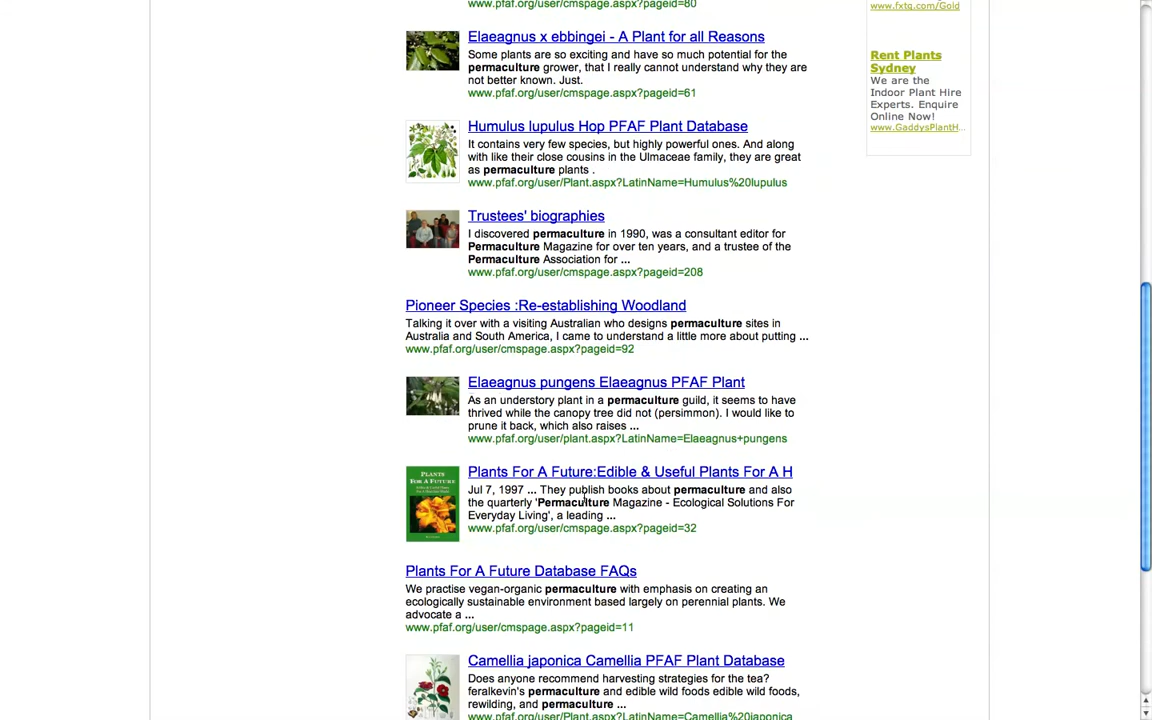 www.pfaf.org/user/cmspage.aspx?pageid=80
Elaeagnus x ebbingei - A Plant for all Reasons
Some plants are so exciting and have so much potential for the
permaculture grower, that I really cannot understand why they are
not better known. Just.
www.pfaf.org/user/cmspage.aspx?pageid=61
Humulus lupulus Hop PFAF Plant Database
It contains very few species, but highly powerful ones. And along
with like their close cousins in the Ulmaceae family, they are great
as permaculture plants .
www.pfaf.org/user/Plant.aspx?LatinName=Humulus%20lupulus
Trustees' biographies
I discovered permaculture in 1990, was a consultant editor for
Permaculture Magazine for over ten years, and a trustee of the
Permaculture Association for ...
www.pfaf.org/user/cmspage.aspx?pageid=208
Pioneer Species :Re-establishing Woodland
Talking it over with a visiting Australian who designs permaculture sites in
Australia and South America, I came to understand a little more about putting ...
www.pfaf.org/user/cmspage.aspx?pageid=92
Elaeagnus pungens Elaeagnus PFAF Plant
As an understory plant in a permaculture guild, it seems to have
thrived while the canopy tree did not (persimmon). I would like to
prune it back, which also raises ...
www.pfaf.org/user/plant.aspx?LatinName=Elaeagnus+pungens
PLANTS
FOR A FUTURE
Plants For A Future:Edible & Useful Plants For A H
Jul 7, 1997 ... They publish books about permaculture and also
the quarterly 'Permaculture Magazine - Ecological Solutions For
Everyday Living', a leading ...
www.pfaf.org/user/cmspage.aspx?pageid=32
Plants For A Future Database FAQs
We practise vegan-organic permaculture with emphasis on creating an
ecologically sustainable environment based largely on perennial plants. We
advocate a ...
www.pfaf.org/user/cmspage.aspx?pageid=11
Camellia japonica Camellia PFAF Plant Database
Does anyone recommend harvesting strategies for the tea?
feralkevin's permaculture and edible wild foods edible wild foods,
rewilding, and permaculture ...
www.pfaf.org/user/Plant.aspx?LatinName=Camellia%20japonica
www.fxtg.com/Gold
Rent Plants
Sydney
We are the
Indoor Plant Hire
Experts. Enquire
Online Now!
www.GaddysPlantH...